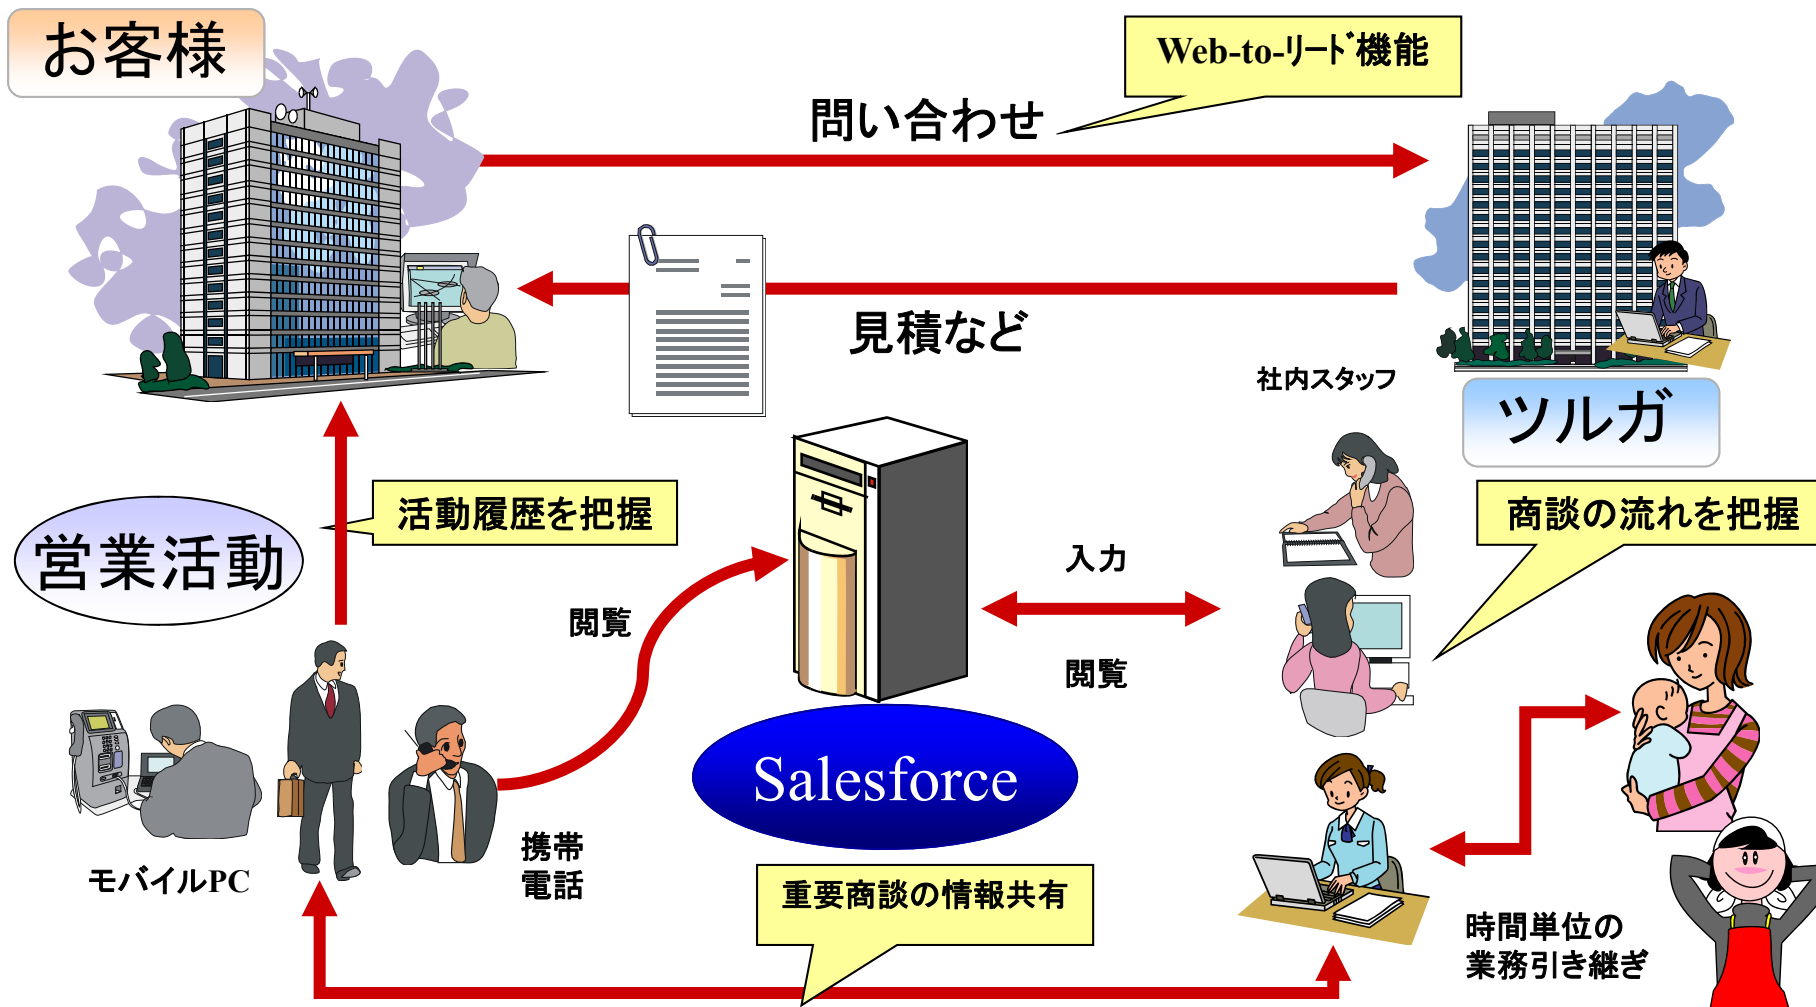 お客様
Web-to-リード機能
問い合わせ
見積など
社内スタッフ
ツルガ
活動履歴を把握
商談の流れを把握
営業活動
入力
閲覧
閲覧
Salesforce
携帯
電話
モバイルPC
重要商談の情報共有
時間単位の
業務引き継ぎ